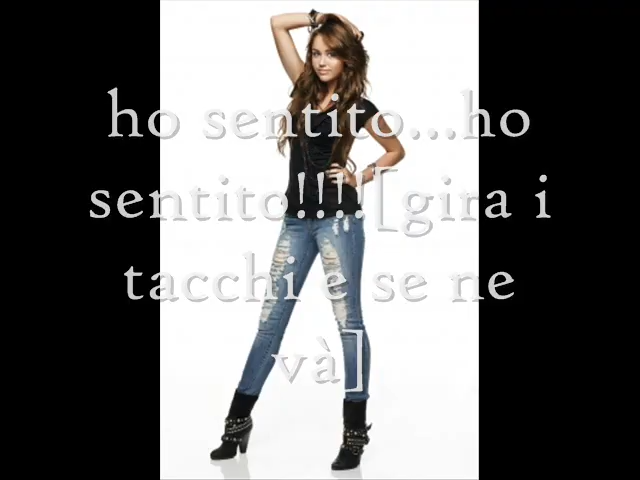 ho sentito...ho
sentito!!!![gira i
tacchi e se ne
và]